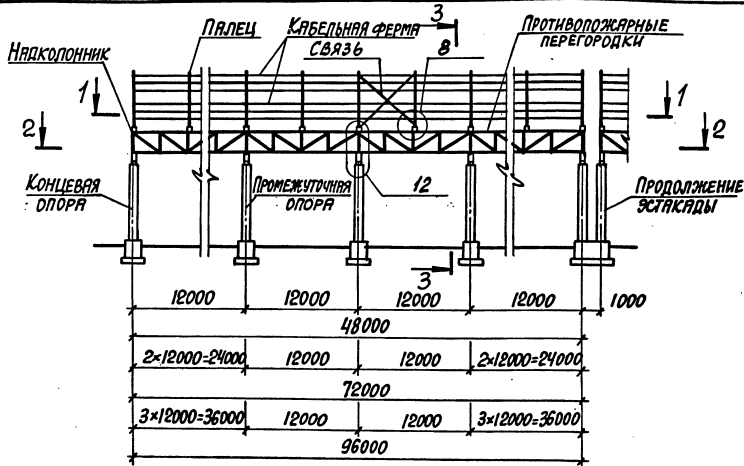 3
Палец
Кабельная ферма
Противопожарные
перегородки
Связь
8
Надколонник
1
1
2
2
Концевая
опора
Промежуточная
опора
12
Продолжение
эстакады
3
12000
12000
12000
12000
1000
48000
2×12000=24000
12000
12000
2×12000=24000
72000
3×12000=36000
12000
12000
3×12000=36000
96000